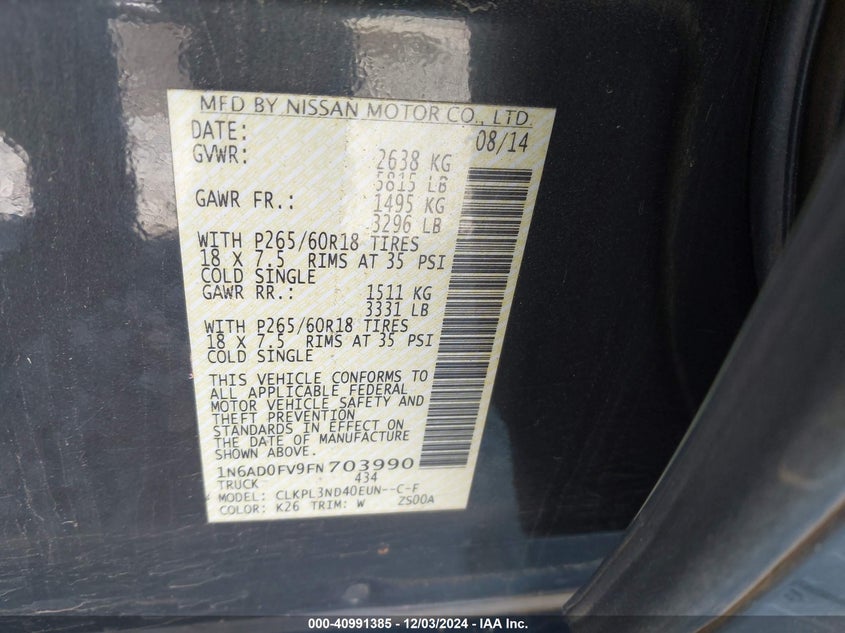 MFD BY NISSAN MOTOR CO., LTD.
DATE: 08/14
GVWR: 2638 KG
5815 LB
GAWR FR.: 1495 KG
3296 LB
WITH P265/60R18 TIRES
18 X 7.5 RIMS AT 35 PSI
COLD SINGLE
GAWR RR.: 1511 KG
3331 LB
WITH P265/60R18 TIRES
18 X 7.5 RIMS AT 35 PSI
COLD SINGLE
THIS VEHICLE CONFORMS TO
ALL APPLICABLE FEDERAL
MOTOR VEHICLE SAFETY AND
THEFT PREVENTION
STANDARDS IN EFFECT ON
THE DATE OF MANUFACTURE
SHOWN ABOVE.
1N6AD0FV9FN703990
TRUCK 434
MODEL: CLKPL3ND40EUN--C-F
COLOR: K26 TRIM: W ZS00A
000-40991385 - 12/03/2024 - IAA Inc.